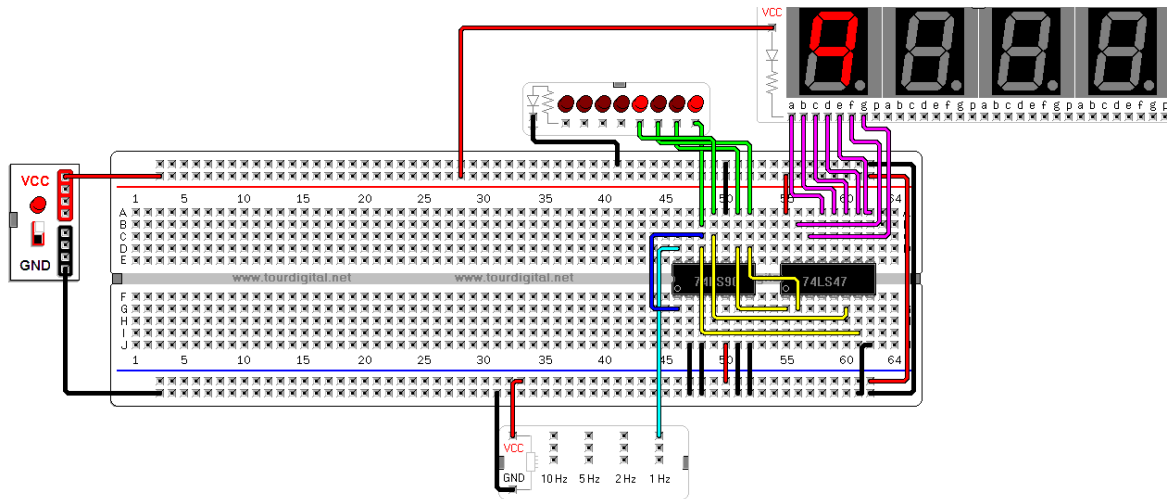 VCC
a b c d e f g p a b c d e f g p a b c d e f g p a b c d e f g p
VCC
GND
1 5 10 15 20 25 30 35 40 45 50 55 60 64
A A
B
C
D
E
www.tourdigital.net www.tourdigital.net
74LS90 74LS47
F F
G G
H H
I I
J J
1 5 10 15 20 25 30 35 40 45 50 55 60 64
VCC
GND 10 Hz 5 Hz 2 Hz 1 Hz